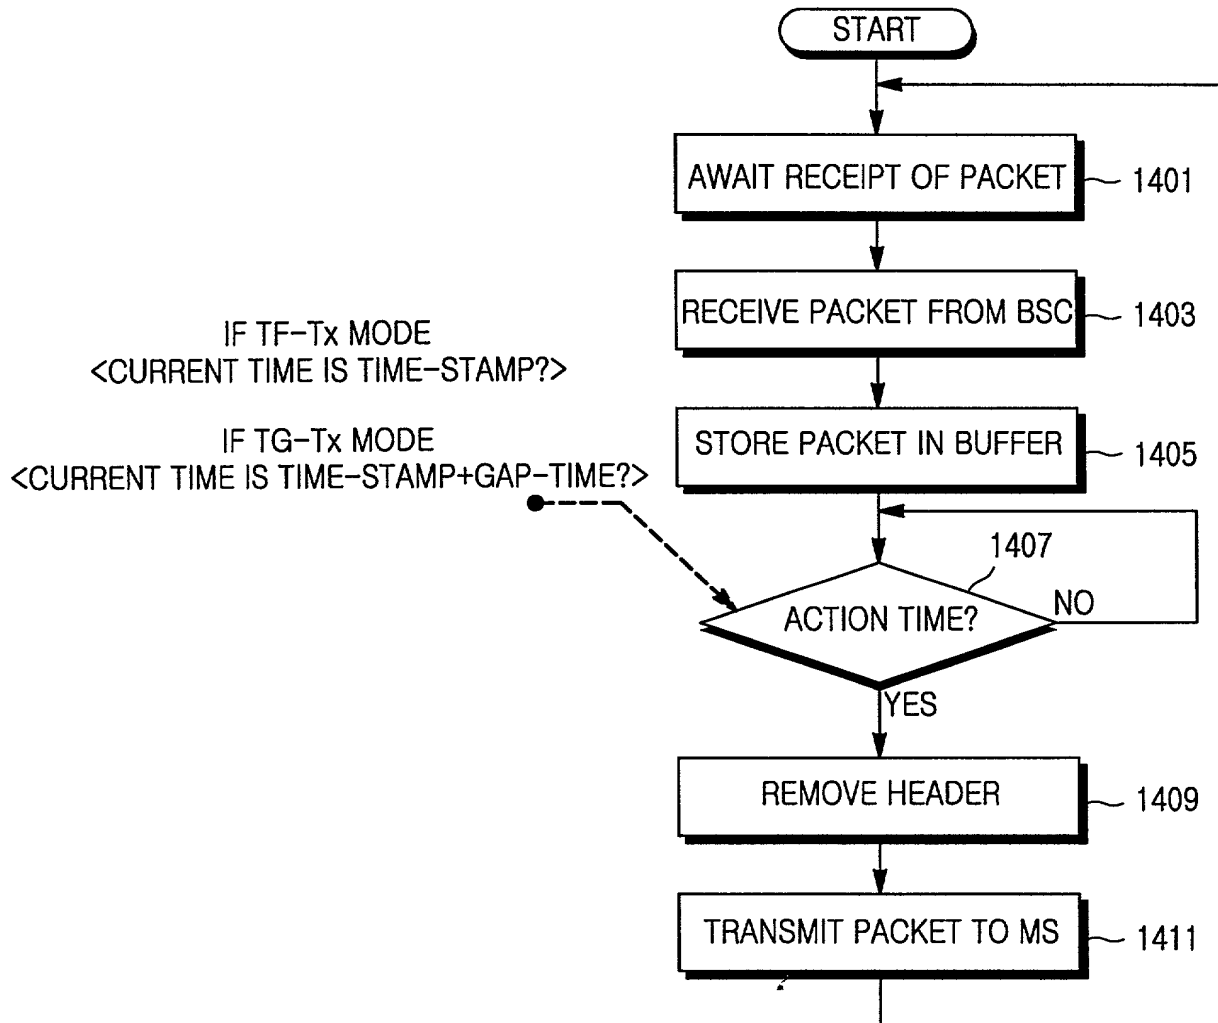 START
AWAIT RECEIPT OF PACKET
1401
RECEIVE PACKET FROM BSC
1403
IF TF-Tx MODE
<CURRENT TIME IS TIME-STAMP?>
IF TG-Tx MODE
<CURRENT TIME IS TIME-STAMP+GAP-TIME?>
STORE PACKET IN BUFFER
1405
1407
ACTION TIME?
NO
YES
REMOVE HEADER
1409
TRANSMIT PACKET TO MS
1411